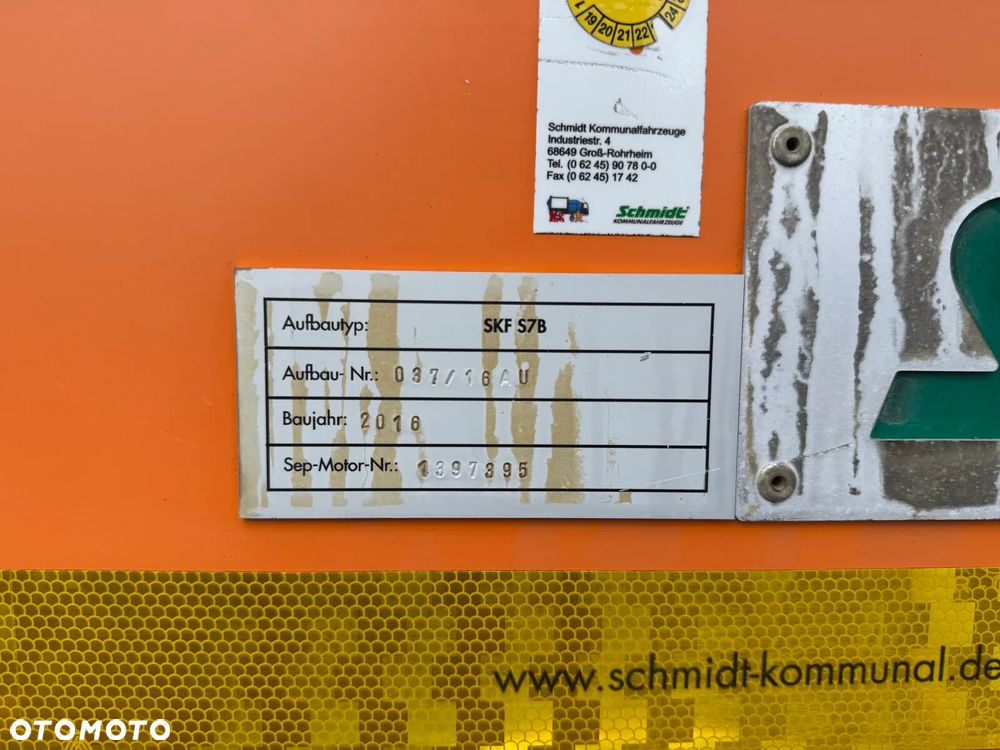 19 20 21 22 24
Schmidt Kommunalfahrzeuge
Industriestr. 4
68649 Groß-Rohrheim
Tel. (0 62 45) 90 78 0-0
Fax (0 62 45) 17 42
Schmidt
KOMMUNALFAHRZEUGE
Aufbautyp: SKF S7B
Aufbau- Nr.: 037/16AU
Baujahr: 2016
Sep-Motor-Nr.: 1397395
www.schmidt-kommunal.de
OTOMOTO